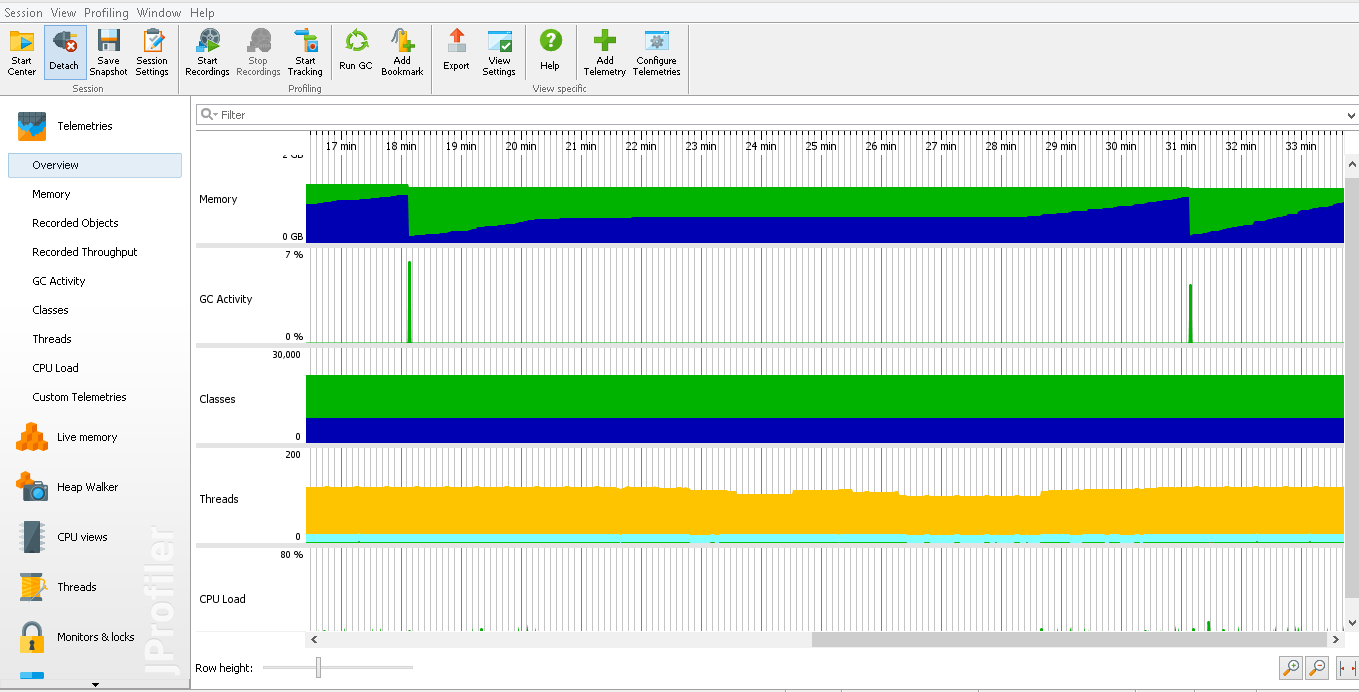 Session View Profiling Window Help
Start Center
Detach
Save Snapshot
Session Settings
Start Recordings
Stop Recordings
Start Tracking
Run GC
Add Bookmark
Export
View Settings
Help
Add Telemetry
Configure Telemetries
Session
Profiling
View specific
Telemetries
Overview
Memory
Recorded Objects
Recorded Throughput
GC Activity
Classes
Threads
CPU Load
Custom Telemetries
Live memory
Heap Walker
CPU views
Threads
Monitors & locks
JProfiler
Filter
17 min 18 min 19 min 20 min 21 min 22 min 23 min 24 min 25 min 26 min 27 min 28 min 29 min 30 min 31 min 32 min 33 min
2 GB
Memory
0 GB
7 %
GC Activity
0 %
30,000
Classes
0
200
Threads
0
80 %
CPU Load
Row height: